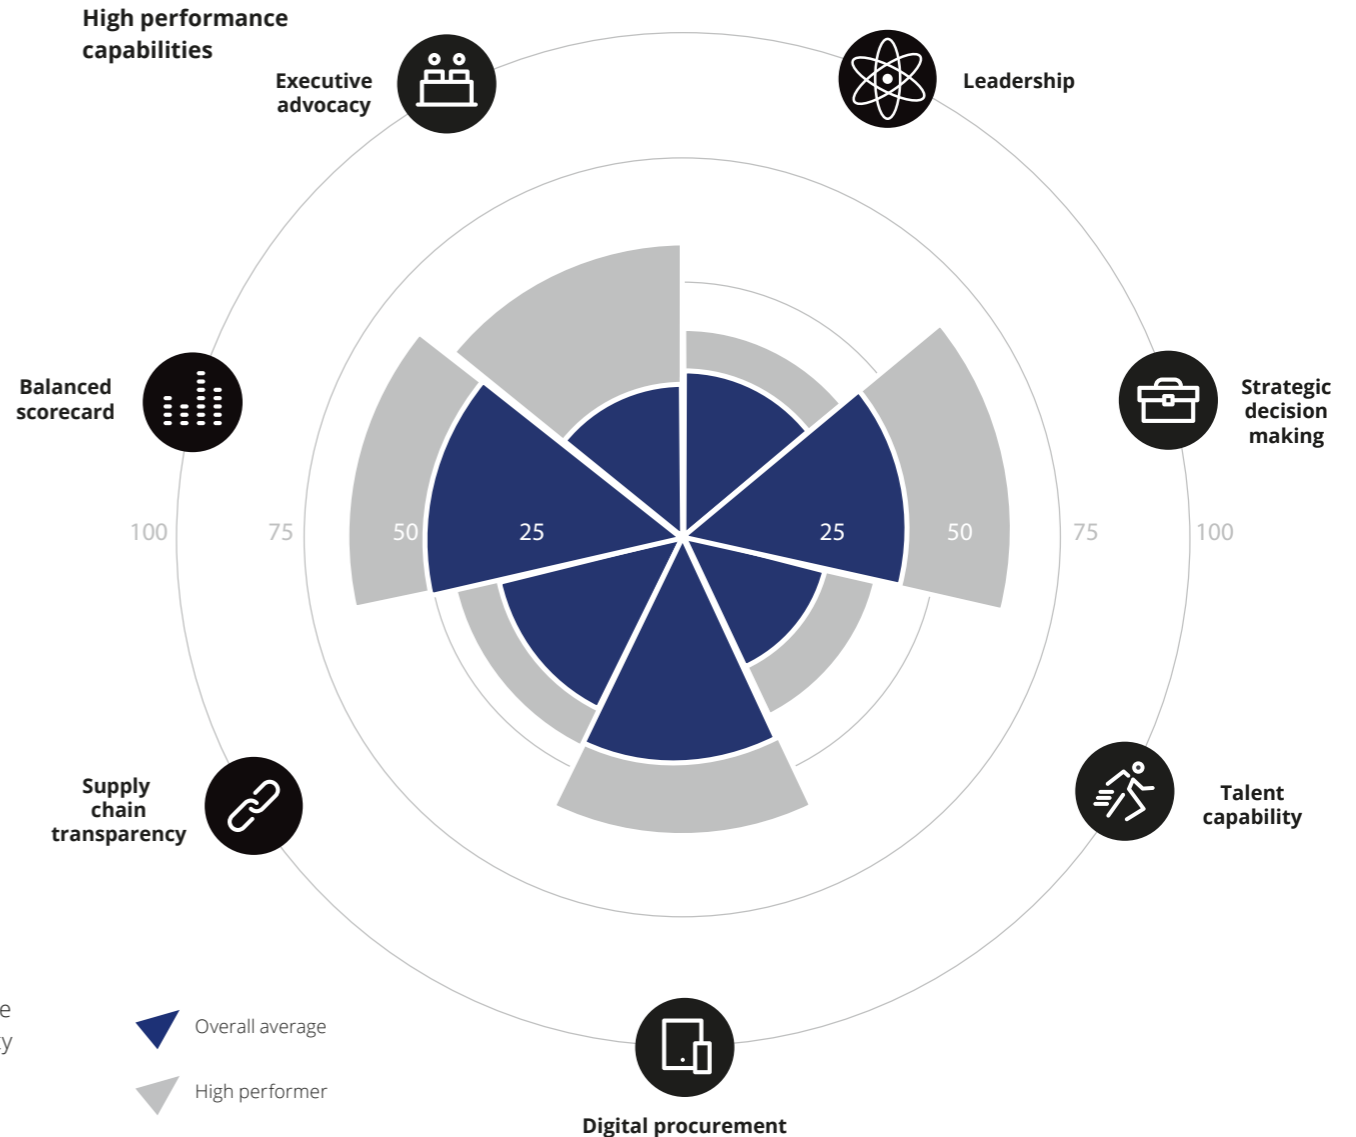 High performance
capabilities
Executive
advocacy
Leadership
Balanced
scorecard
Strategic
decision
making
100
75
50
25
25
50
75
100
Supply
chain
transparency
Talent
capability
Overall average
High performer
Digital procurement